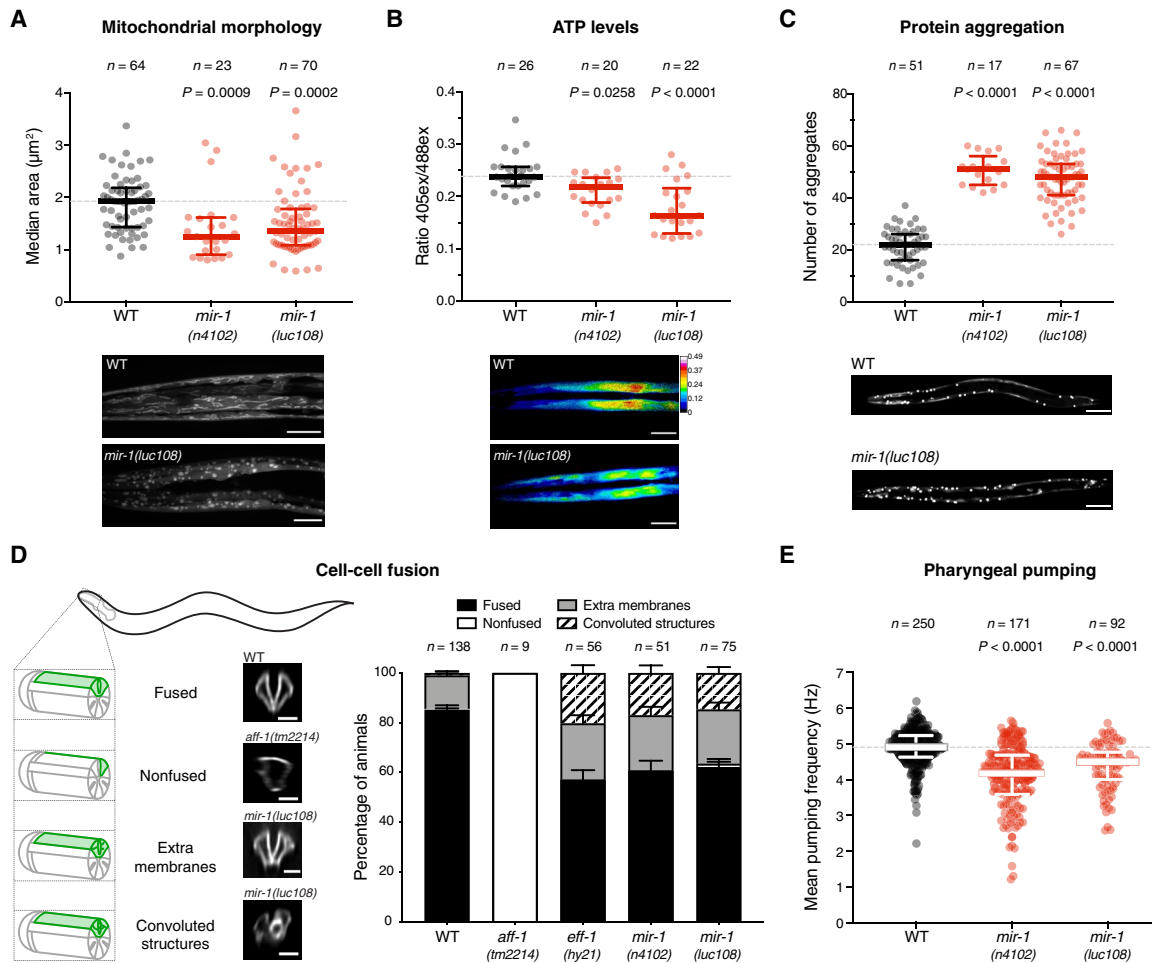 A
Mitochondrial morphology
n = 64
n = 23
n = 70
P = 0.0009
P = 0.0002
Median area (μm²)
4
3
2
1
0
WT
mir-1
(n4102)
mir-1
(luc108)
WT
mir-1(luc108)
B
ATP levels
n = 26
n = 20
n = 22
P = 0.0258
P < 0.0001
Ratio 405ex/488ex
0.4
0.3
0.2
0.1
0.0
WT
mir-1
(n4102)
mir-1
(luc108)
WT
0.49
0.37
0.24
0.12
0
mir-1(luc108)
C
Protein aggregation
n = 51
n = 17
n = 67
P < 0.0001
P < 0.0001
Number of aggregates
80
60
40
20
0
WT
mir-1
(n4102)
mir-1
(luc108)
WT
mir-1(luc108)
D
Cell-cell fusion
Fused
Nonfused
Extra
membranes
Convoluted
structures
WT
aff-1(tm2214)
mir-1(luc108)
mir-1(luc108)
Fused
Extra membranes
Nonfused
Convoluted structures
n = 138
n = 9
n = 56
n = 51
n = 75
Percentage of animals
100
80
60
40
20
0
WT
aff-1
(tm2214)
eff-1
(hy21)
mir-1
(n4102)
mir-1
(luc108)
E
Pharyngeal pumping
n = 250
n = 171
n = 92
P < 0.0001
P < 0.0001
Mean pumping frequency (Hz)
7
6
5
4
3
2
1
0
WT
mir-1
(n4102)
mir-1
(luc108)